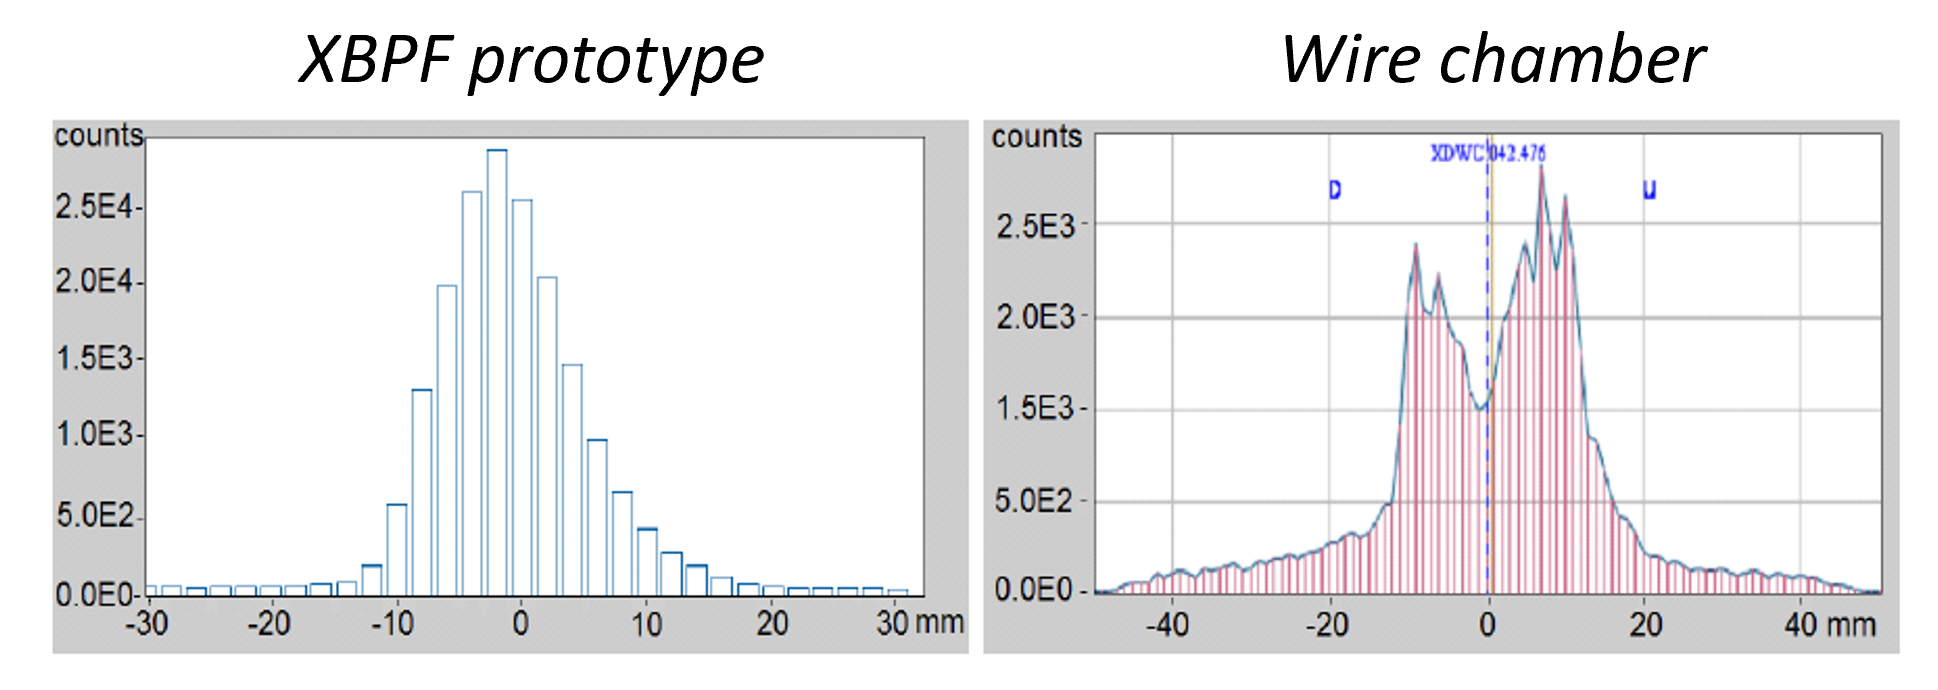 XBPF prototype
counts
2.5E4
2.0E4
1.5E3
1.0E3
5.0E2
0.0E0
-30 -20 -10 0 10 20 30 mm
Wire chamber
counts
XDWC 042.476
D U
2.5E3
2.0E3
1.5E3
5.0E2
0.0E0
-40 -20 0 20 40 mm